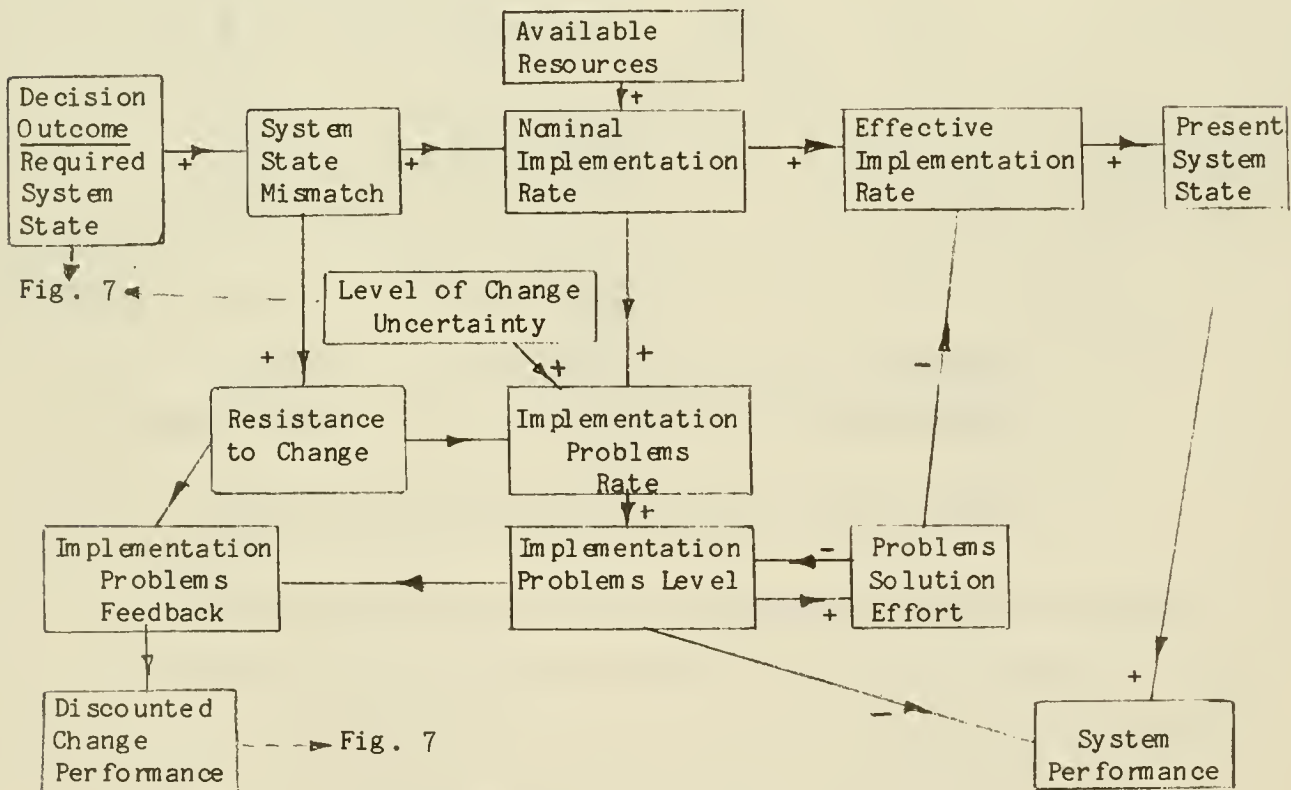 Available
Resources
Decision
Outcome
Required
System
State
System
State
Mismatch
Nominal
Implementation
Rate
Effective
Implementation
Rate
Present
System
State
+
+
+
+
+
Fig. 7
Level of Change
Uncertainty
+
+
+
-
Resistance
to Change
Implementation
Problems
Rate
+
Implementation
Problems
Feedback
Implementation
Problems Level
-
+
Problems
Solution
Effort
+
-
Discounted
Change
Performance
Fig. 7
System
Performance